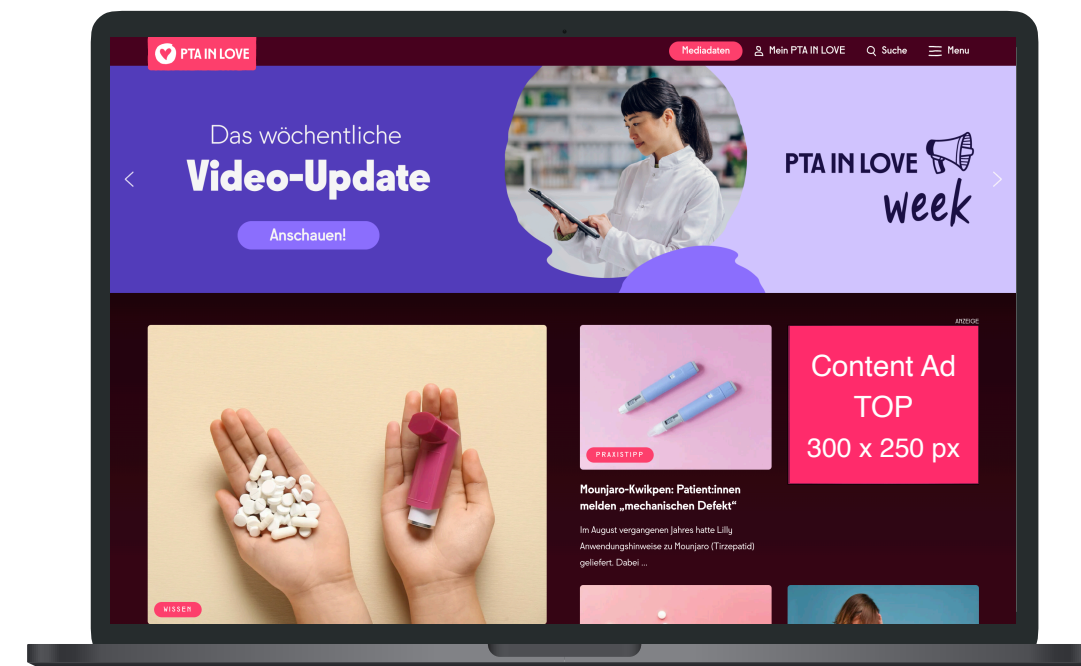 PTA IN LOVE
Mediadaten
Mein PTA IN LOVE
Suche
Menu
Das wöchentliche
Video-Update
Anschauen!
PTA IN LOVE
week
WISSEN
PRAXISTIPP
Mounjaro-Kwikpen: Patient:innen
melden „mechanischen Defekt“
Im August vergangenen Jahres hatte Lilly
Anwendungshinweise zu Mounjaro (Tirzepatid)
geliefert. Dabei ...
ANZEIGE
Content Ad
TOP
300 x 250 px